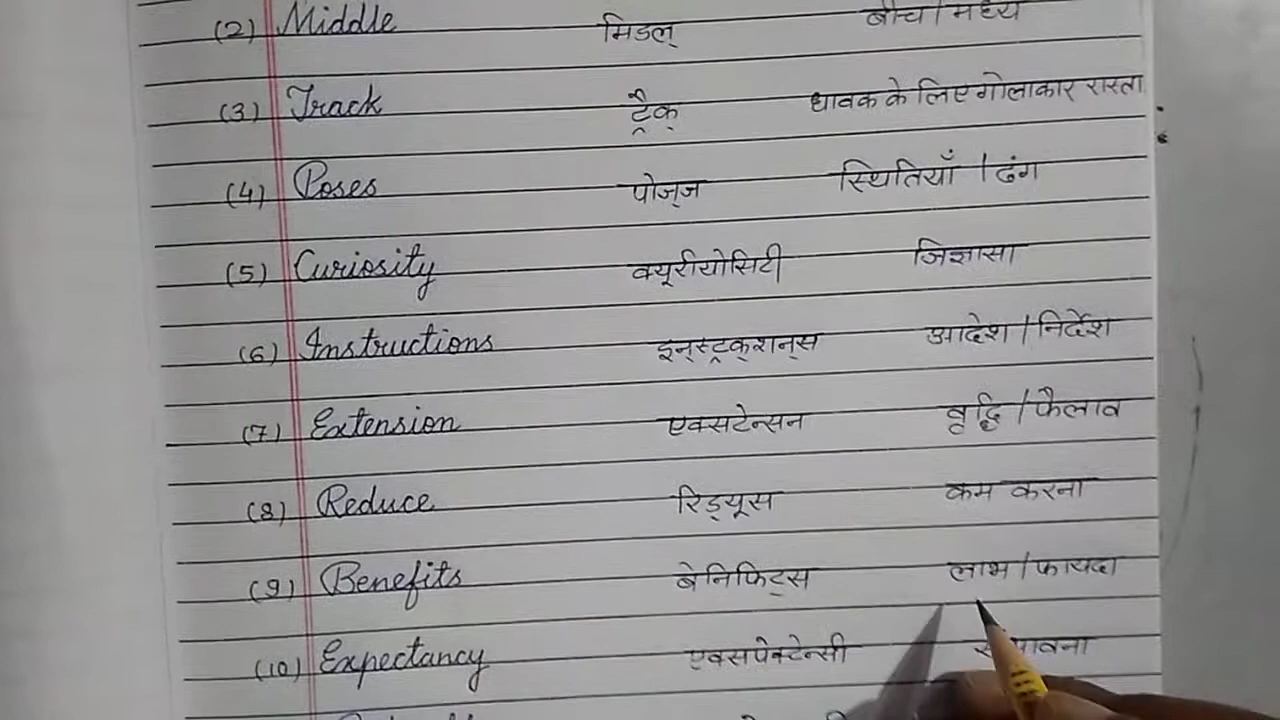 (2) Middle मिडल् बीच / मध्य
(3) Track ट्रैक् धावक के लिए गोलाकार रास्ता
(4) Poses पोज्ज स्थितियाँ / ढंग
(5) Curiosity क्यूरीयोसिटी जिज्ञासा
(6) Instructions इन्स्ट्रक्शन्स आदेश / निर्देश
(7) Extension एक्सटेन्सन वृद्धि / फैलाव
(8) Reduce रिड्यूस कम करना
(9) Benefits बेनिफिट्स लाभ / फायदा
(10) Expectancy एक्सपेक्टेन्सी